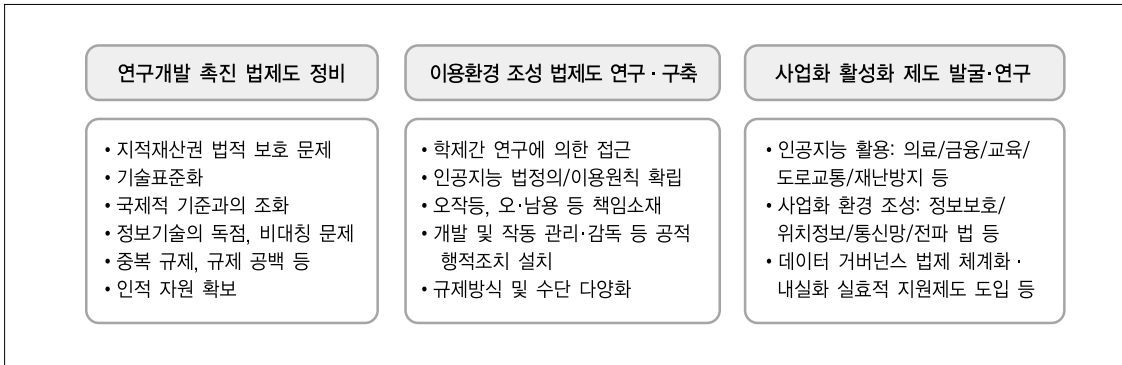 연구개발 촉진 법제도 정비
• 지적재산권 법적 보호 문제
• 기술표준화
• 국제적 기준과의 조화
• 정보기술의 독점, 비대칭 문제
• 중복 규제, 규제 공백 등
• 인적 자원 확보
이용환경 조성 법제도 연구·구축
• 학제간 연구에 의한 접근
• 인공지능 법정의/이용원칙 확립
• 오작등, 오·남용 등 책임소재
• 개발 및 작동 관리·감독 등 공적
행적조치 설치
• 규제방식 및 수단 다양화
사업화 활성화 제도 발굴·연구
• 인공지능 활용: 의료/금융/교육/
도로교통/재난방지 등
• 사업화 환경 조성: 정보보호/
위치정보/통신망/전파 법 등
• 데이터 거버넌스 법제 체계화·
내실화 실효적 지원제도 도입 등